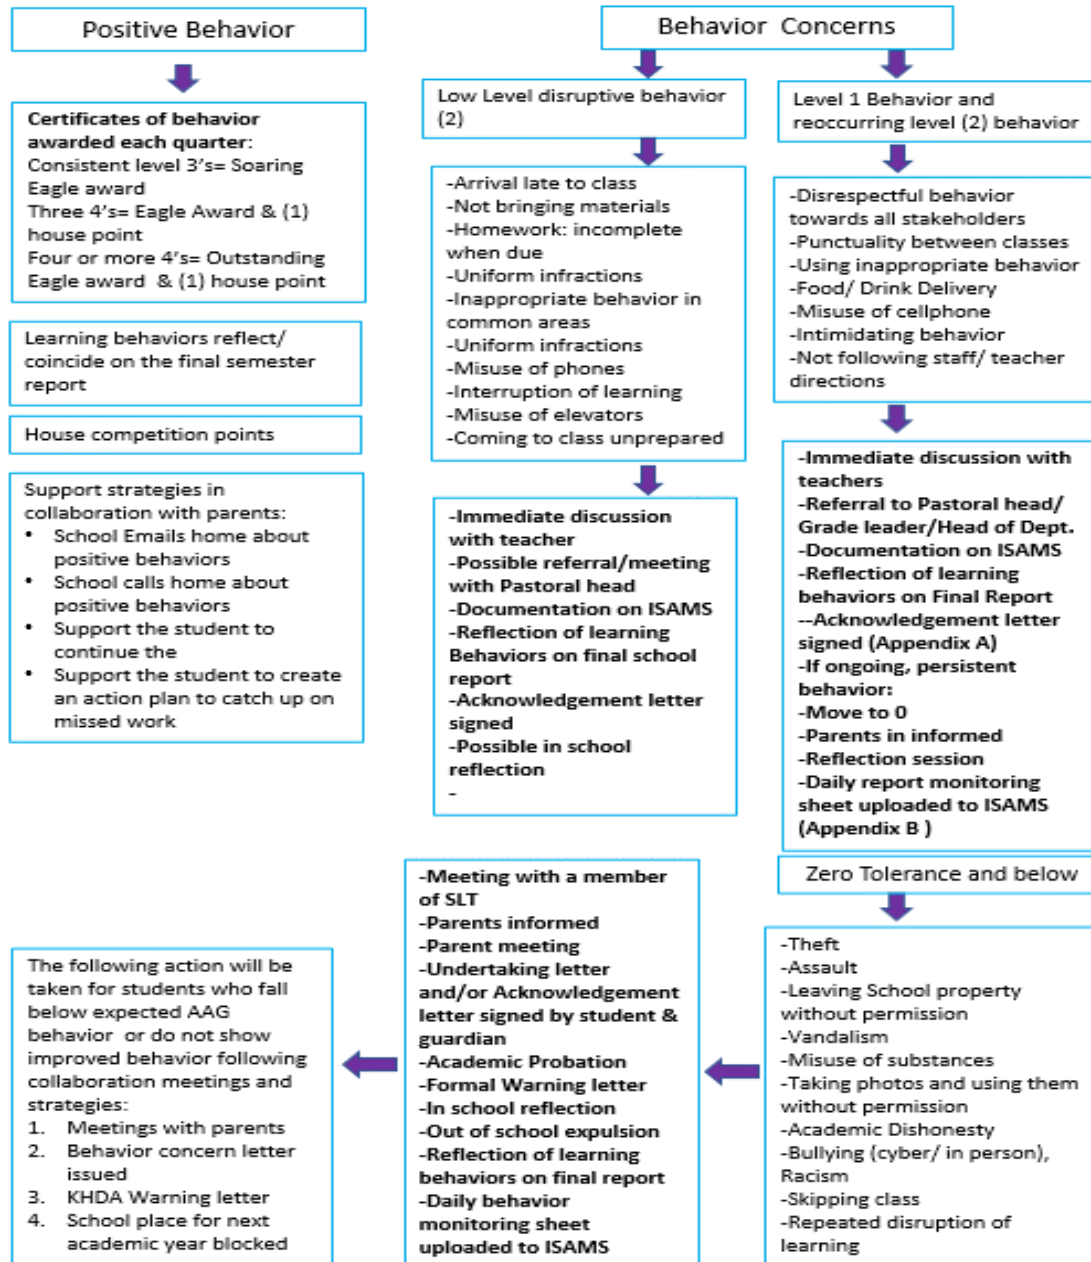 Positive Behavior
Certificates of behavior
awarded each quarter:
Consistent level 3's= Soaring
Eagle award
Three 4's= Eagle Award & (1)
house point
Four or more 4's= Outstanding
Eagle award & (1) house point
Learning behaviors reflect/
coincide on the final semester
report
House competition points
Support strategies in
collaboration with parents:
• School Emails home about
positive behaviors
• School calls home about
positive behaviors
• Support the student to
continue the
• Support the student to create
an action plan to catch up on
missed work
Behavior Concerns
Low Level disruptive behavior
(2)
-Arrival late to class
-Not bringing materials
-Homework: incomplete
when due
-Uniform infractions
-Inappropriate behavior in
common areas
-Uniform infractions
-Misuse of phones
-Interruption of learning
-Misuse of elevators
-Coming to class unprepared
-Immediate discussion
with teacher
-Possible referral/meeting
with Pastoral head
-Documentation on ISAMS
-Reflection of learning
Behaviors on final school
report
-Acknowledgement letter
signed
-Possible in school
reflection
-
Level 1 Behavior and
reoccurring level (2) behavior
-Disrespectful behavior
towards all stakeholders
-Punctuality between classes
-Using inappropriate behavior
-Food/ Drink Delivery
-Misuse of cellphone
-Intimidating behavior
-Not following staff/ teacher
directions
-Immediate discussion with
teachers
-Referral to Pastoral head/
Grade leader/Head of Dept.
-Documentation on ISAMS
-Reflection of learning
behaviors on Final Report
--Acknowledgement letter
signed (Appendix A)
-If ongoing, persistent
behavior:
-Move to 0
-Parents in informed
-Reflection session
-Daily report monitoring
sheet uploaded to ISAMS
(Appendix B )
Zero Tolerance and below
-Theft
-Assault
-Leaving School property
without permission
-Vandalism
-Misuse of substances
-Taking photos and using them
without permission
-Academic Dishonesty
-Bullying (cyber/ in person),
Racism
-Skipping class
-Repeated disruption of
learning
-Meeting with a member
of SLT
-Parents informed
-Parent meeting
-Undertaking letter
and/or Acknowledgement
letter signed by student &
guardian
-Academic Probation
-Formal Warning letter
-In school reflection
-Out of school expulsion
-Reflection of learning
behaviors on final report
-Daily behavior
monitoring sheet
uploaded to ISAMS
The following action will be
taken for students who fall
below expected AAG
behavior or do not show
improved behavior following
collaboration meetings and
strategies:
1. Meetings with parents
2. Behavior concern letter
issued
3. KHDA Warning letter
4. School place for next
academic year blocked